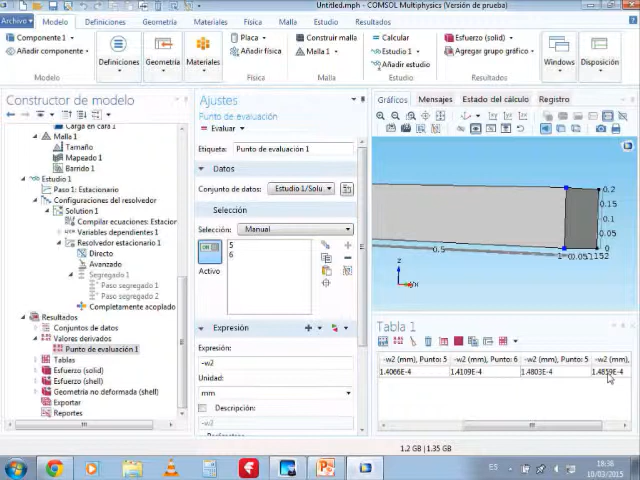 Untitled.mph - COMSOL Multiphysics (Versión de prueba)
Archivo
Modelo
Definiciones
Geometría
Materiales
Física
Malla
Estudio
Resultados
Componente 1
Añadir componente
Modelo
Definiciones
Geometría
Materiales
Placa
Añadir física
Física
Construir malla
Malla 1
Malla
Calcular
Estudio 1
Añadir estudio
Estudio
Esfuerzo (solid)
Agregar grupo gráfico
Resultados
Windows
Disposición
Constructor de modelo
Carga en cara 1
Malla 1
Tamaño
Mapeado 1
Barrido 1
Estudio 1
Paso 1: Estacionario
Configuraciones del resolvedor
Solution 1
Compilar ecuaciones: Estacion
Variables dependientes 1
Resolvedor estacionario 1
Directo
Avanzado
Segregado 1
Paso segregado 1
Paso segregado 2
Completamente acoplado
Resultados
Conjuntos de datos
Valores derivados
Punto de evaluación 1
Tablas
Esfuerzo (solid)
Esfuerzo (shell)
Geometría no deformada (shell)
Exportar
Reportes
Ajustes
Punto de evaluación
Evaluar
Etiqueta: Punto de evaluación 1
Datos
Conjunto de datos: Estudio 1/Solu
Selección
Selección: Manual
Activo
5
6
Expresión
Expresión:
-w2
Unidad:
mm
Descripción:
-w2
Gráficos
Mensajes
Estado del cálculo
Registro
0.2
0.15
0.1
0.05
0
0.5
z
Tabla 1
-w2 (mm), Punto: 5
-w2 (mm), Punto: 6
-w2 (mm), Punto: 5
-w2 (mm),
1.4066E-4
1.4109E-4
1.4803E-4
1.4859E-4
1.2 GB | 1.35 GB
ES
18:36
10/03/2015